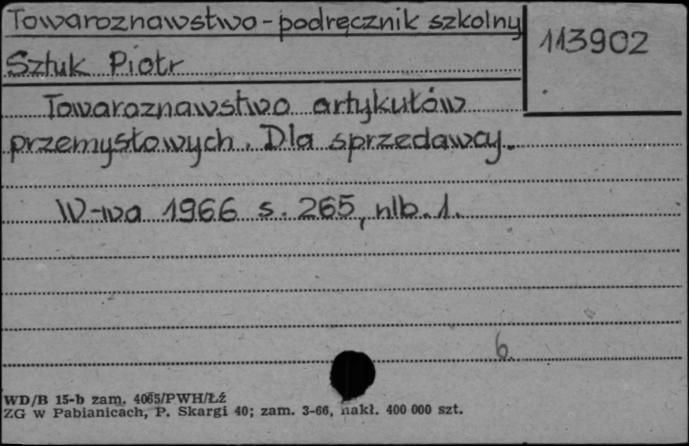 Towaroznawstwo - podręcznik szkolny
113902
Sztuk Piotr
Towaroznawstwo artykułów
przemysłowych. Dla sprzedawcy.
W-wa 1966 s. 265, nlb. 1.
6.
WD/B 15-b zam. 4065/PWH/ŁŹ
ZG w Pabianicach, P. Skargi 40; zam. 3-66, nakł. 400 000 szt.